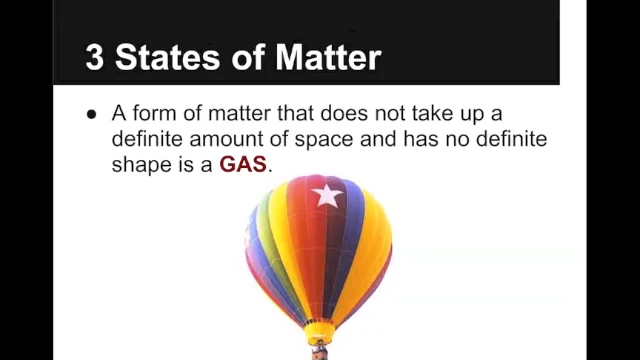 3 States of Matter
● A form of matter that does not take up a
definite amount of space and has no definite
shape is a GAS.